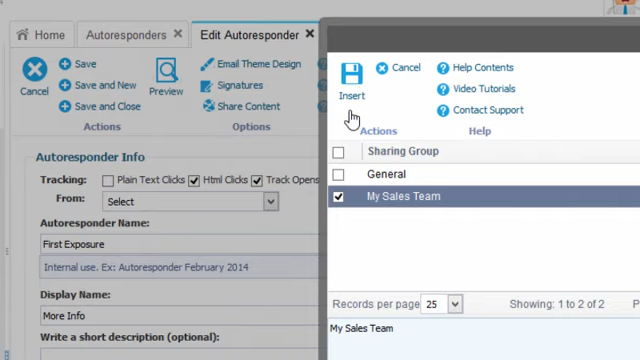 Home
Autoresponders
Edit Autoresponder
Cancel
Save
Save and New
Save and Close
Preview
Email Theme Design
Signatures
Share Content
Actions
Options
Insert
Cancel
Help Contents
Video Tutorials
Contact Support
Actions
Help
Autoresponder Info
Tracking:
Plain Text Clicks
Html Clicks
Track Opens
From:
Select
Autoresponder Name:
First Exposure
Internal use. Ex: Autoresponder February 2014
Display Name:
More Info
Write a short description (optional):
Sharing Group
General
My Sales Team
Records per page
25
Showing: 1 to 2 of 2
P
My Sales Team